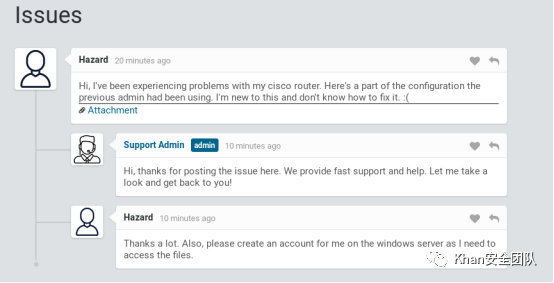 Issues
Hazard 20 minutes ago
Hi, I've been experiencing problems with my cisco router. Here's a part of the configuration the
previous admin had been using. I'm new to this and don't know how to fix it. :(
Attachment
Support Admin admin 10 minutes ago
Hi, thanks for posting the issue here. We provide fast support and help. Let me take a
look and get back to you!
Hazard 10 minutes ago
Thanks a lot. Also, please create an account for me on the windows server as I need to
access the files.
Khan安全团队